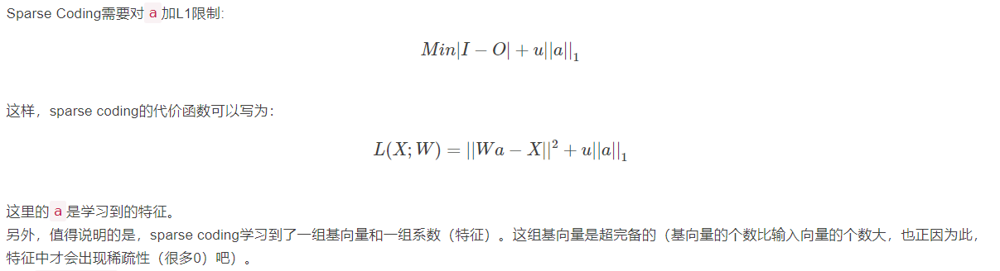 Sparse Coding需要对a加L1限制:
Min|I − O| + u||a||₁
这样，sparse coding的代价函数可以写为：
L(X; W) = ||Wa − X||² + u||a||₁
这里的a是学习到的特征。
另外，值得说明的是，sparse coding学习到了一组基向量和一组系数（特征）。这组基向量是超完备的（基向量的个数比输入向量的个数大，也正因为此，
特征中才会出现稀疏性（很多0）吧）。